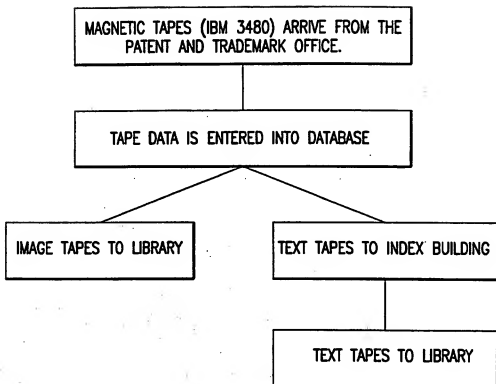 MAGNETIC TAPES (IBM 3480) ARRIVE FROM THE
PATENT AND TRADEMARK OFFICE.
TAPE DATA IS ENTERED INTO DATABASE
IMAGE TAPES TO LIBRARY
TEXT TAPES TO INDEX BUILDING
TEXT TAPES TO LIBRARY